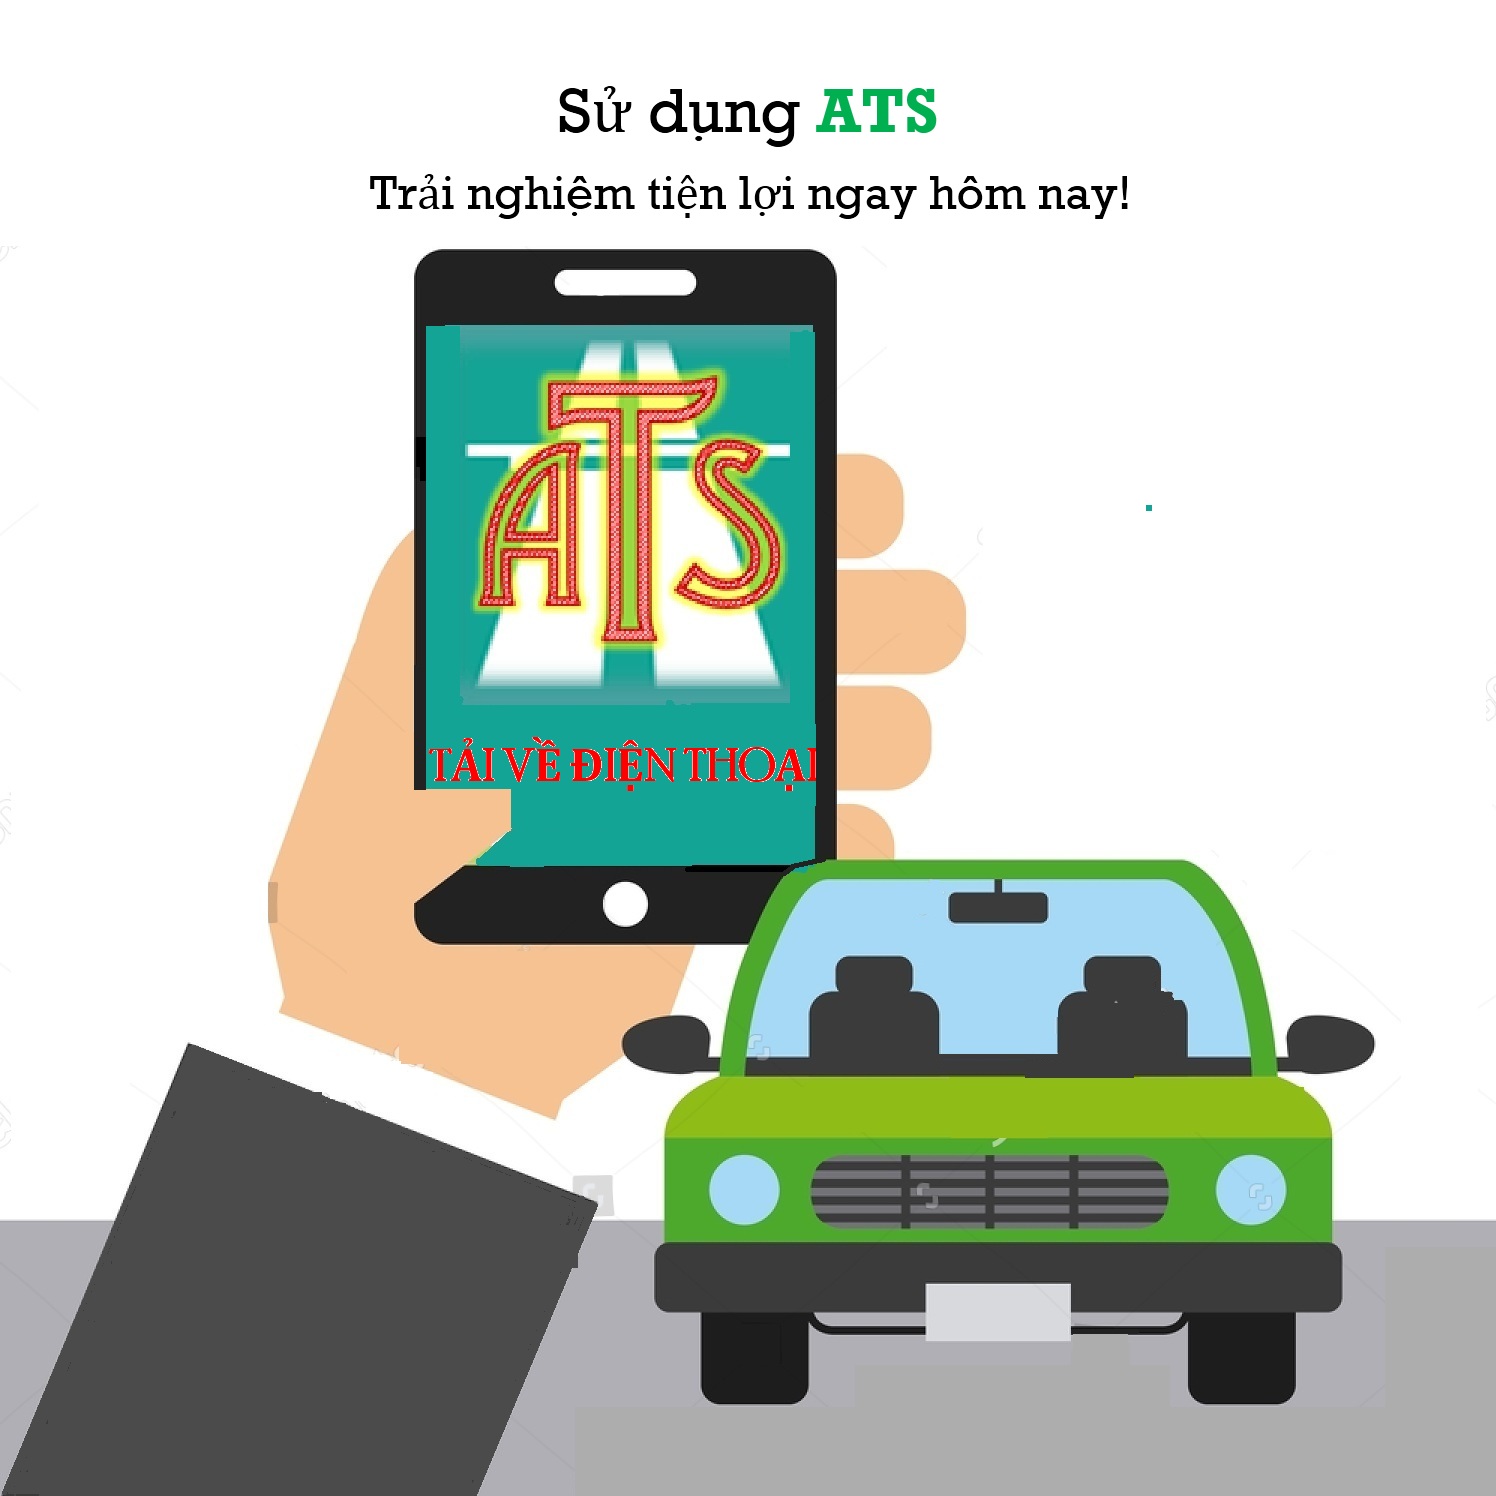 Sử dụng ATS
Trải nghiệm tiện lợi ngay hôm nay!
ATS
TẢI VỀ ĐIỆN THOẠI